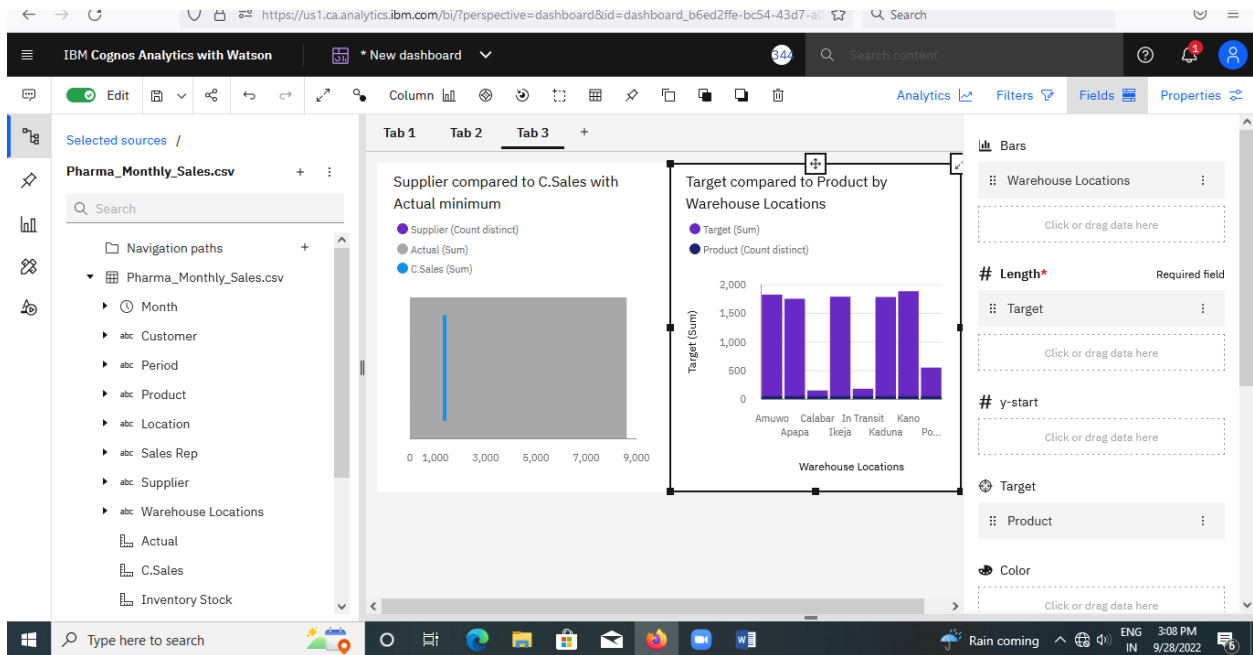 https://us1.ca.analytics.ibm.com/bi/?perspective=dashboard&id=dashboard_b6ed2ffe-bc54-43d7-a0
Search
IBM Cognos Analytics with Watson
* New dashboard
344
Search content
1
Edit
Column
Analytics
Filters
Fields
Properties
Selected sources /
Pharma_Monthly_Sales.csv
Search
Navigation paths
Pharma_Monthly_Sales.csv
Month
abc Customer
abc Period
abc Product
abc Location
abc Sales Rep
abc Supplier
abc Warehouse Locations
Actual
C.Sales
Inventory Stock
Tab 1 Tab 2 Tab 3 +
Supplier compared to C.Sales with
Actual minimum
Supplier (Count distinct)
Actual (Sum)
C.Sales (Sum)
0 1,000 3,000 5,000 7,000 9,000
Target compared to Product by
Warehouse Locations
Target (Sum)
Product (Count distinct)
Target (Sum)
2,000
1,500
1,000
500
0
Amuwo Calabar In Transit Kano
Apapa Ikeja Kaduna Po...
Warehouse Locations
Bars
Warehouse Locations
Click or drag data here
# Length* Required field
Target
Click or drag data here
# y-start
Click or drag data here
Target
Product
Color
Click or drag data here
Type here to search
Rain coming
ENG
IN
3:08 PM
9/28/2022
6